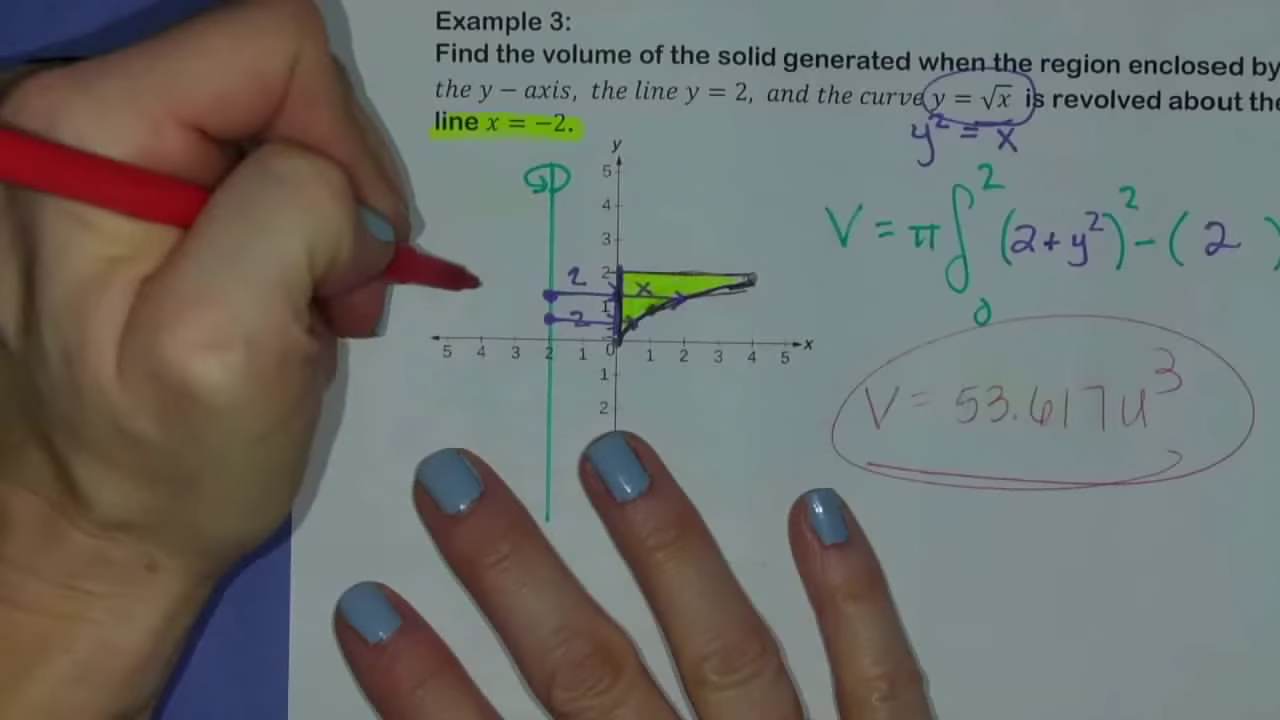 Example 3:
Find the volume of the solid generated when the region enclosed by
the y − axis, the line y = 2, and the curve y = √x is revolved about the
line x = −2.
y² = x
y
5
4
3
2
1
0
1
2
5 4 3 2 1
1 2 3 4 5
x
2
x
2
V = π∫₀² (2 + y²)² − (2 )
V = 53.617u³